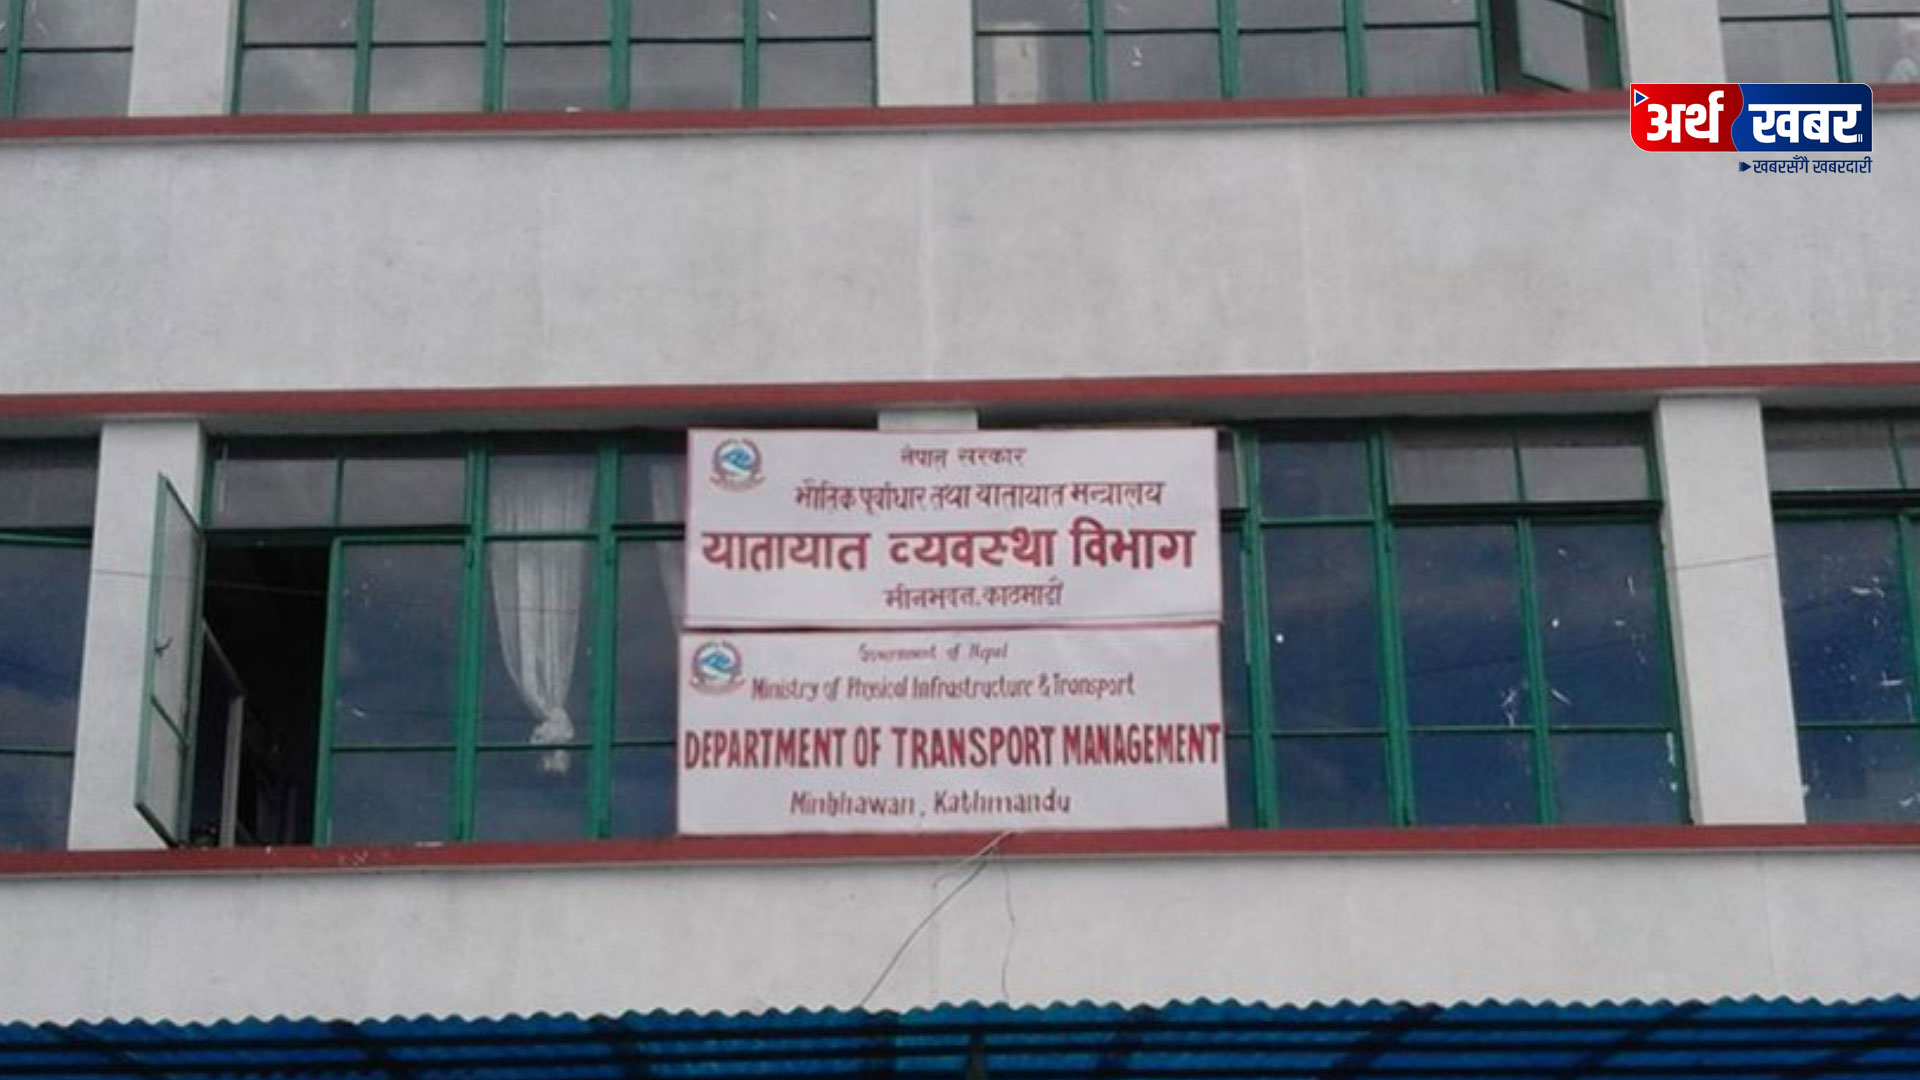 अर्थ खबर
खबरसँगै खबरदारी
नेपाल सरकार
भौतिक पूर्वाधार तथा यातायात मन्त्रालय
यातायात व्यवस्था विभाग
मीनभवन, काठमाडौं
Government of Nepal
Ministry of Physical Infrastructure & Transport
DEPARTMENT OF TRANSPORT MANAGEMENT
Minbhawan, Kathmandu